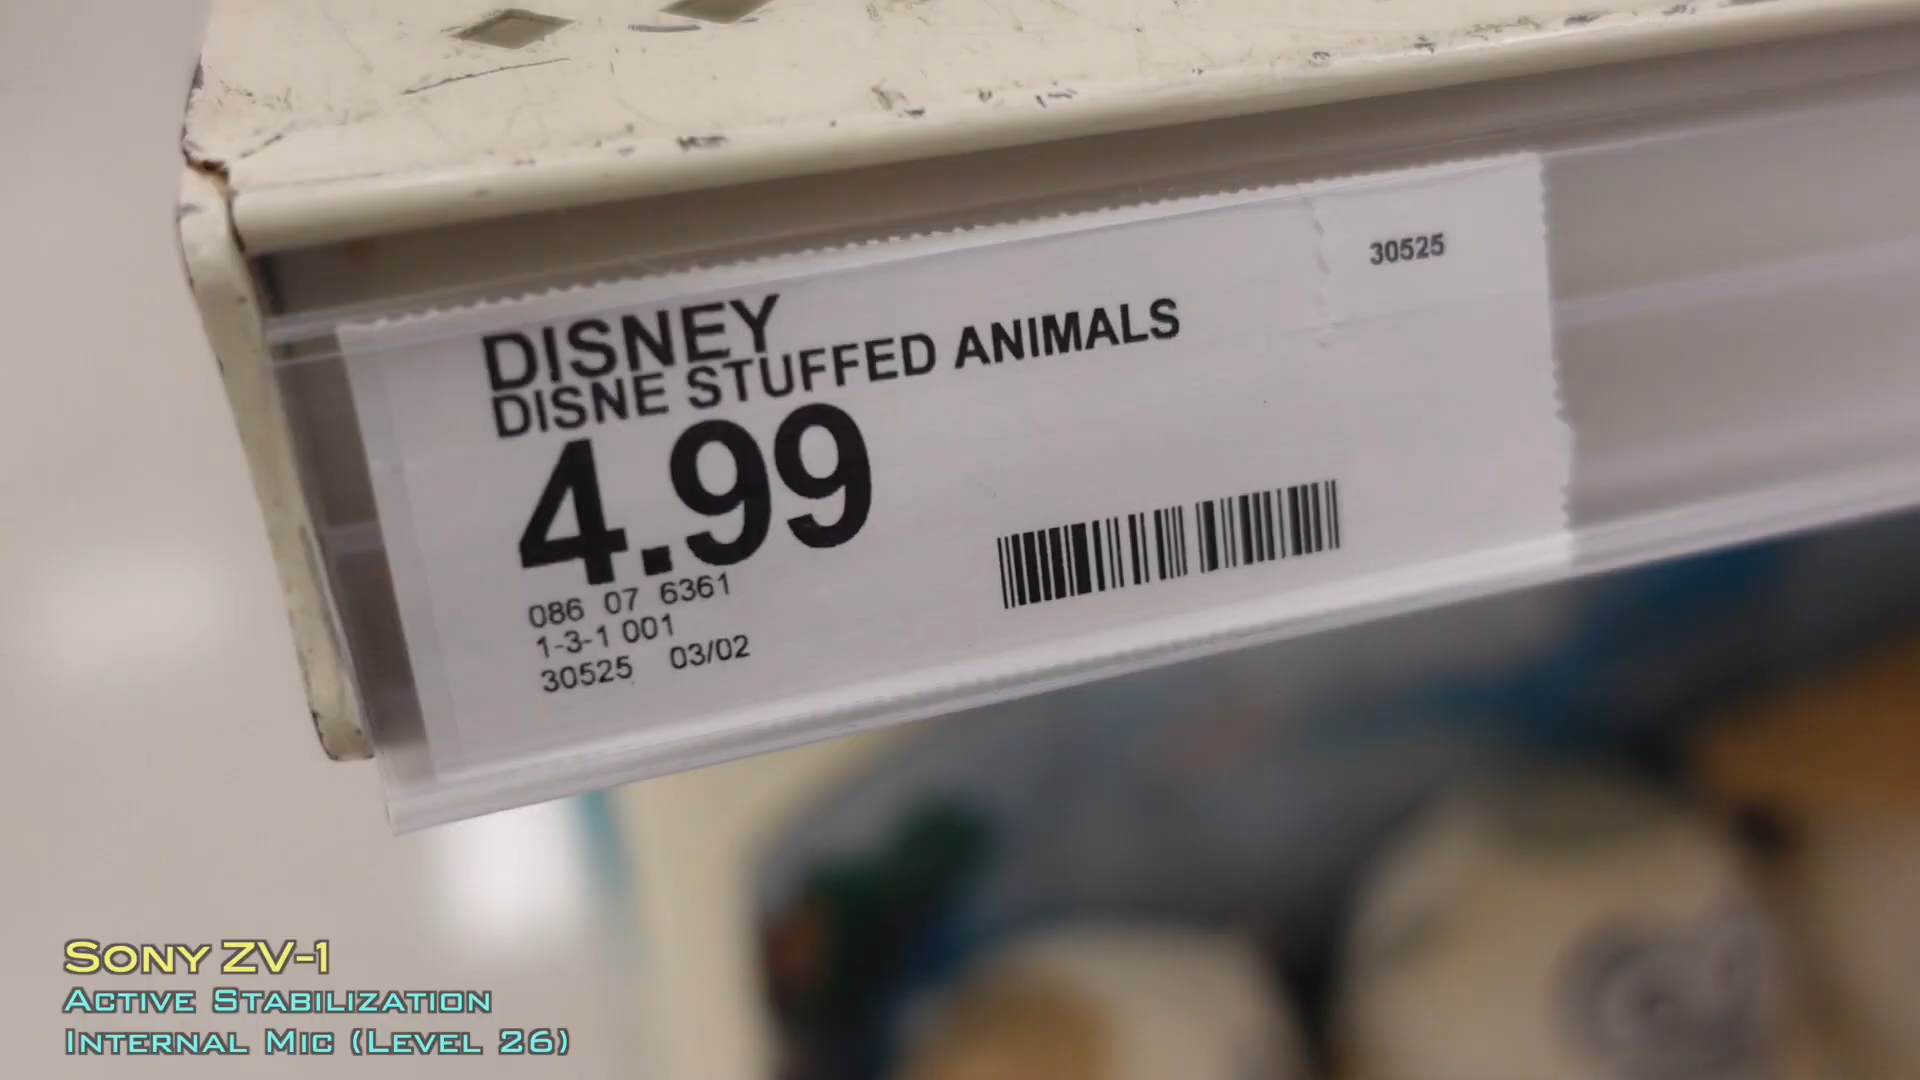 30525
DISNEY
DISNE STUFFED ANIMALS
4.99
086 07 6361
1-3-1 001
30525 03/02
Sony ZV-1
Active Stabilization
Internal Mic (Level 26)